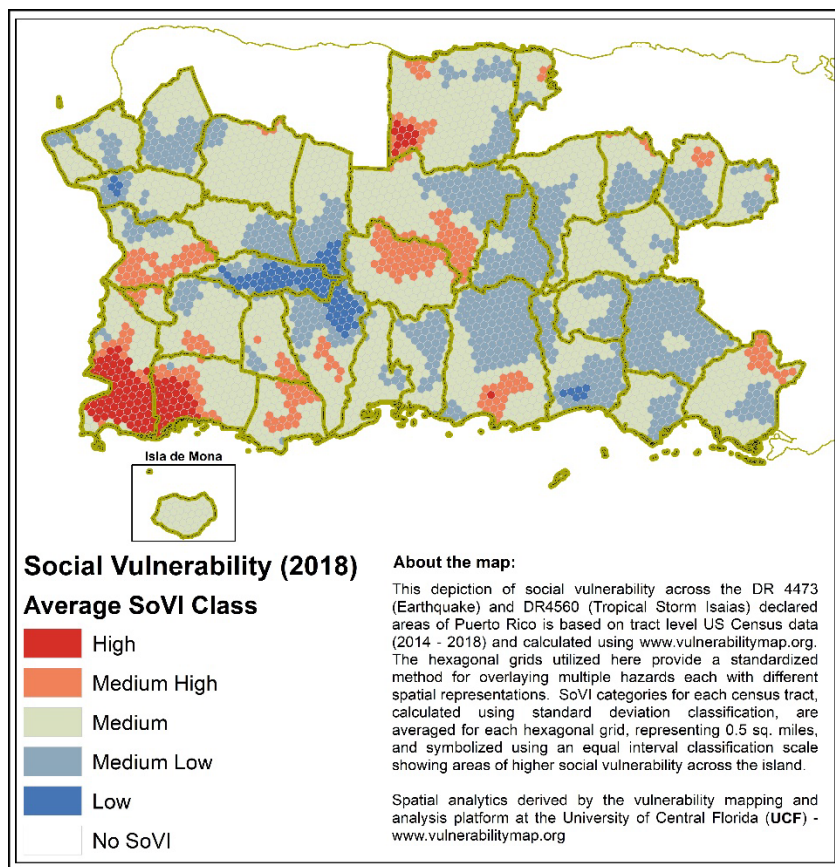 Isla de Mona
Social Vulnerability (2018)
Average SoVI Class
High
Medium High
Medium
Medium Low
Low
No SoVI
About the map:
This depiction of social vulnerability across the DR 4473
(Earthquake) and DR4560 (Tropical Storm Isaias) declared
areas of Puerto Rico is based on tract level US Census data
(2014 - 2018) and calculated using www.vulnerabilitymap.org.
The hexagonal grids utilized here provide a standardized
method for overlaying multiple hazards each with different
spatial representations. SoVI categories for each census tract,
calculated using standard deviation classification, are
averaged for each hexagonal grid, representing 0.5 sq. miles,
and symbolized using an equal interval classification scale
showing areas of higher social vulnerability across the island.
Spatial analytics derived by the vulnerability mapping and
analysis platform at the University of Central Florida (UCF) -
www.vulnerabilitymap.org